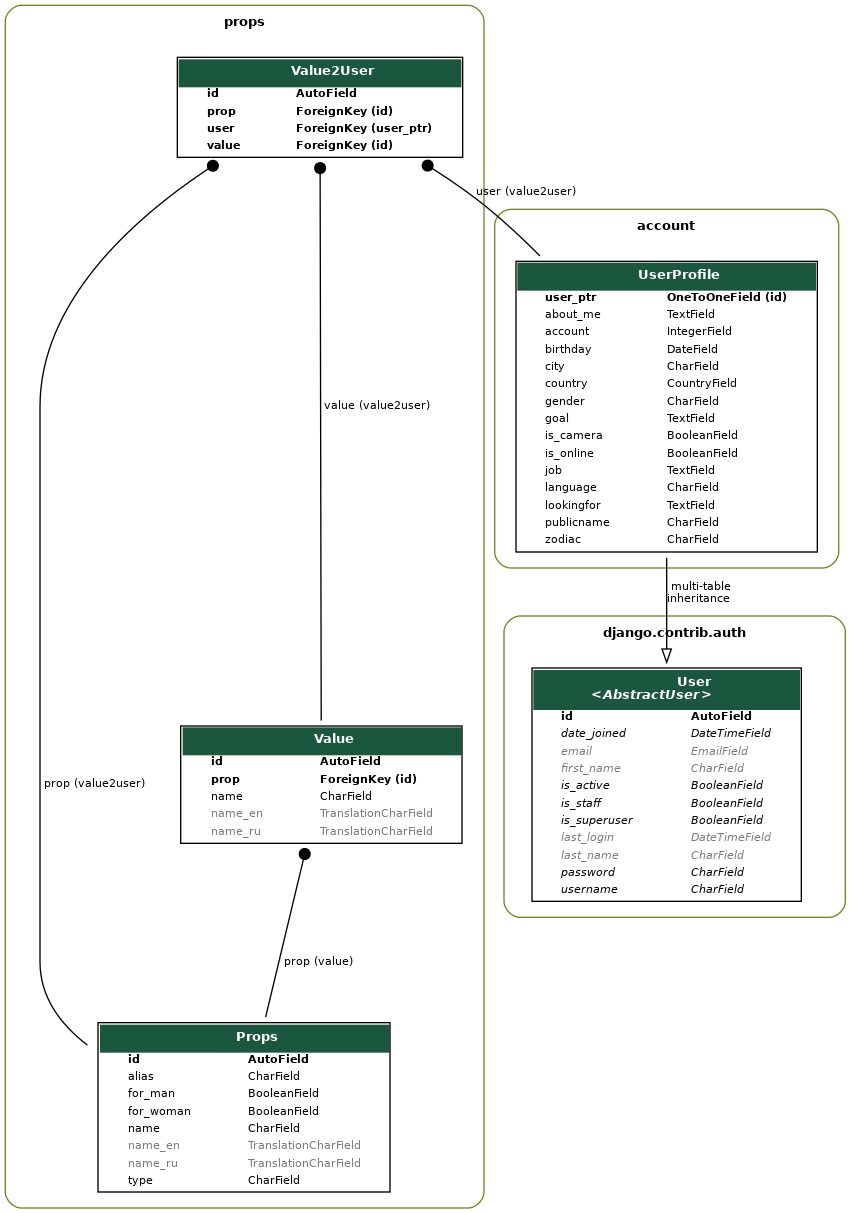 props
Value2User
id AutoField
prop ForeignKey (id)
user ForeignKey (user_ptr)
value ForeignKey (id)
user (value2user)
account
UserProfile
user_ptr OneToOneField (id)
about_me TextField
account IntegerField
birthday DateField
city CharField
country CountryField
gender CharField
goal TextField
is_camera BooleanField
is_online BooleanField
job TextField
language CharField
lookingfor TextField
publicname CharField
zodiac CharField
value (value2user)
multi-table
inheritance
django.contrib.auth
User
<AbstractUser>
id AutoField
date_joined DateTimeField
email EmailField
first_name CharField
is_active BooleanField
is_staff BooleanField
is_superuser BooleanField
last_login DateTimeField
last_name CharField
password CharField
username CharField
Value
id AutoField
prop ForeignKey (id)
name CharField
name_en TranslationCharField
name_ru TranslationCharField
prop (value2user)
prop (value)
Props
id AutoField
alias CharField
for_man BooleanField
for_woman BooleanField
name CharField
name_en TranslationCharField
name_ru TranslationCharField
type CharField